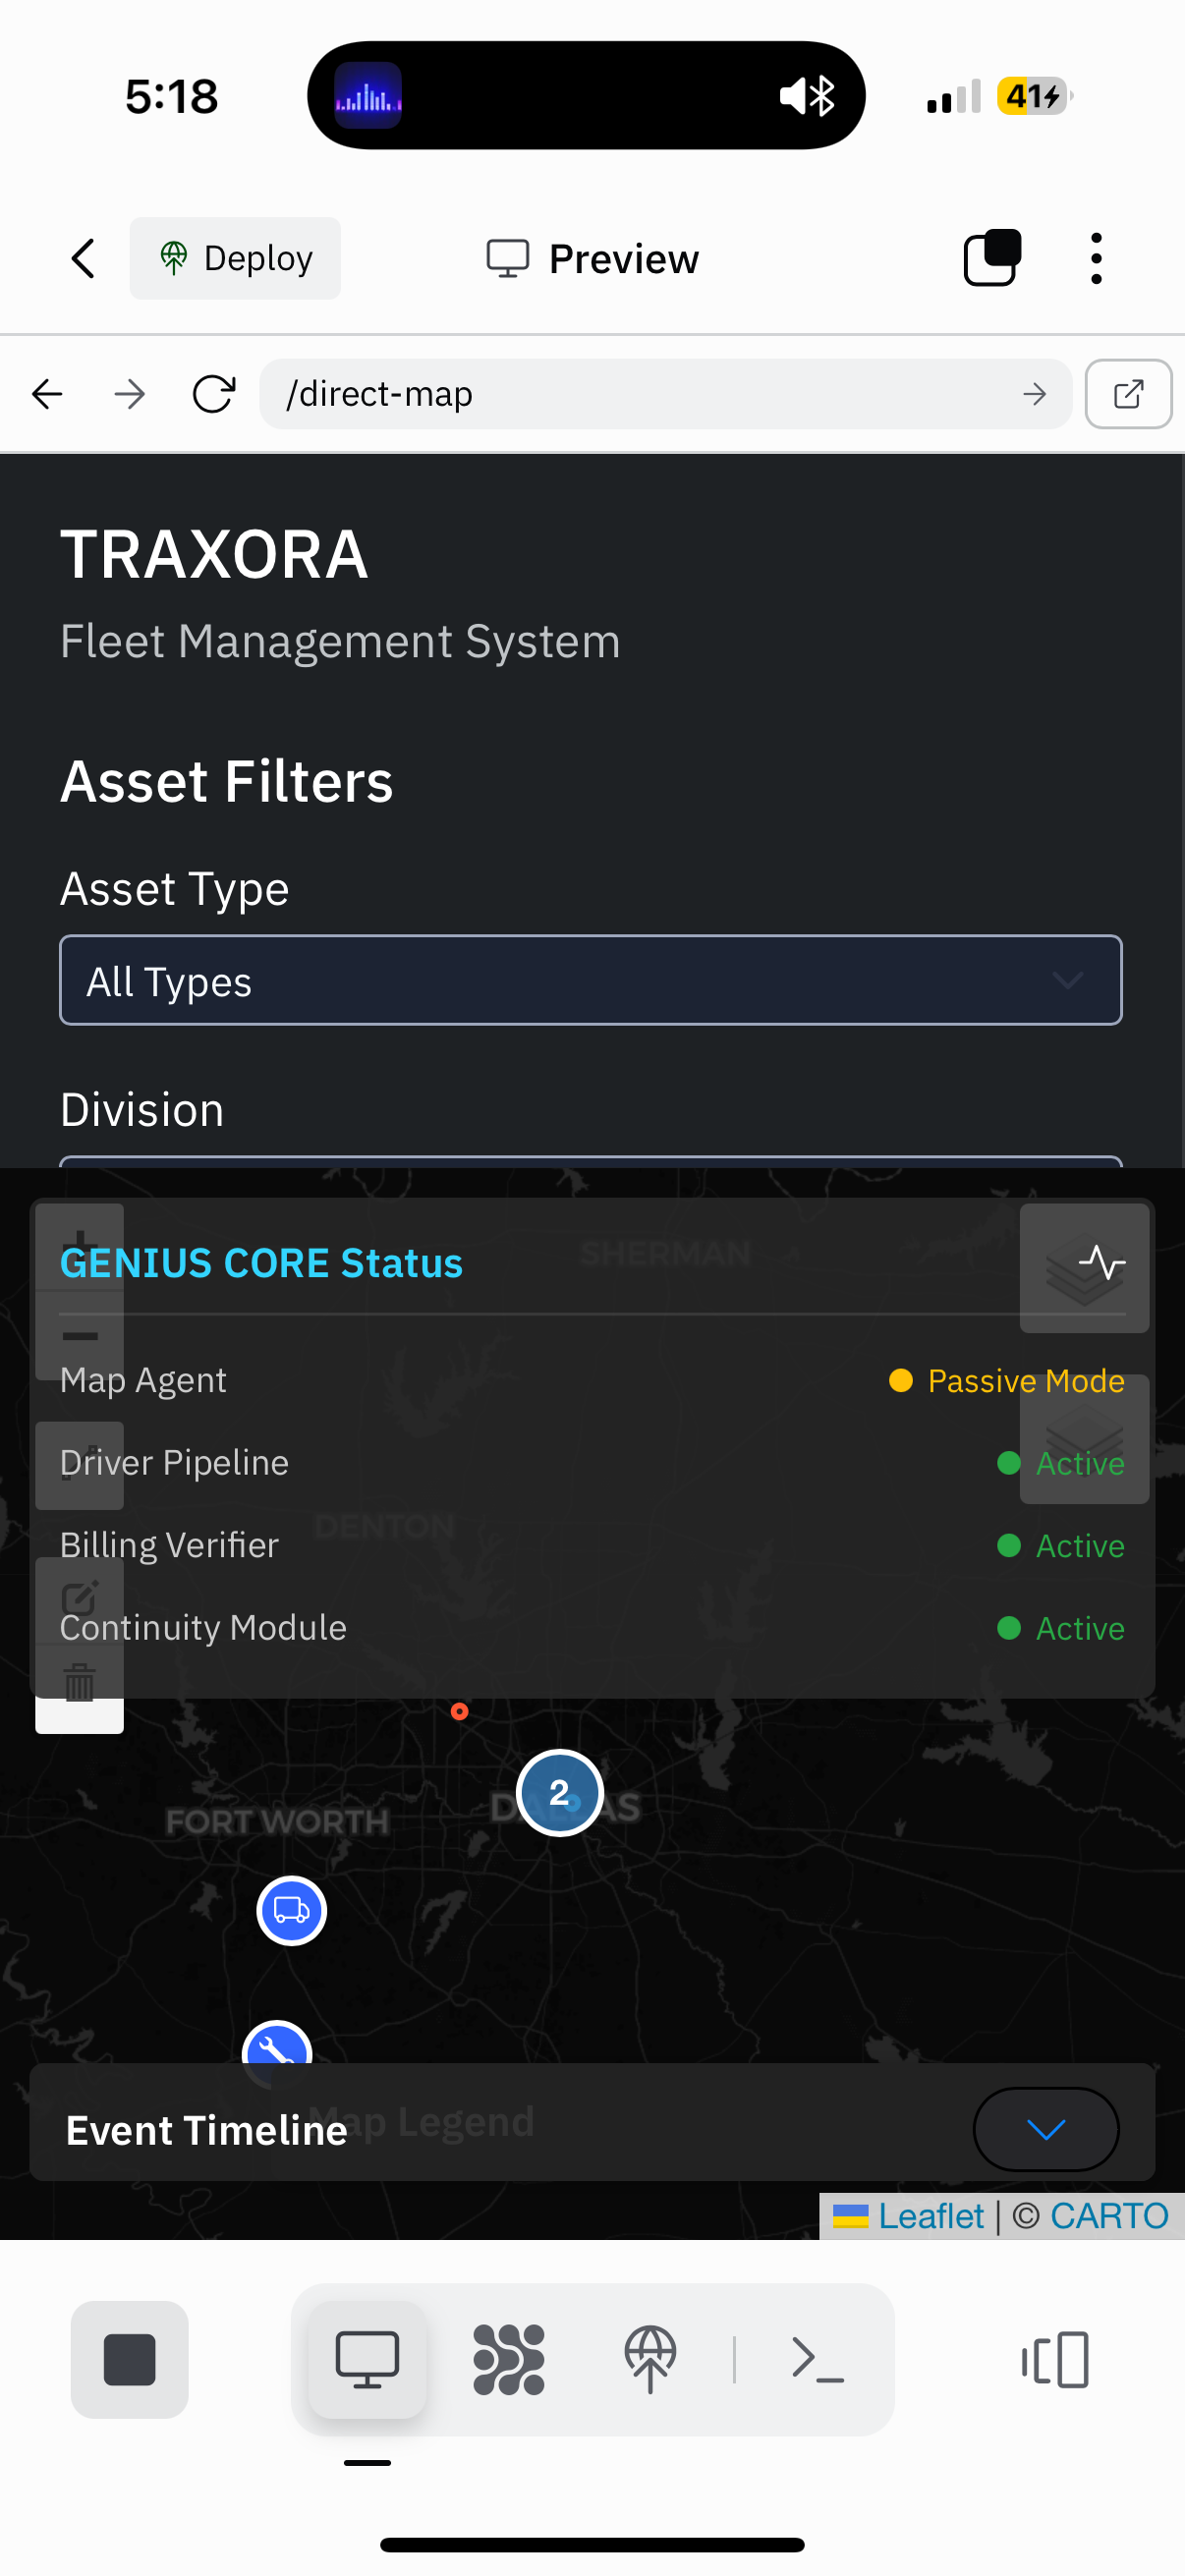 5:18
41
Deploy
Preview
/direct-map
TRAXORA
Fleet Management System
Asset Filters
Asset Type
All Types
Division
SHERMAN
GENIUS CORE Status
Map Agent
Passive Mode
Driver Pipeline
Active
DENTON
Billing Verifier
Active
Continuity Module
Active
2
DALLAS
FORT WORTH
Map Legend
Event Timeline
Leaflet | © CARTO